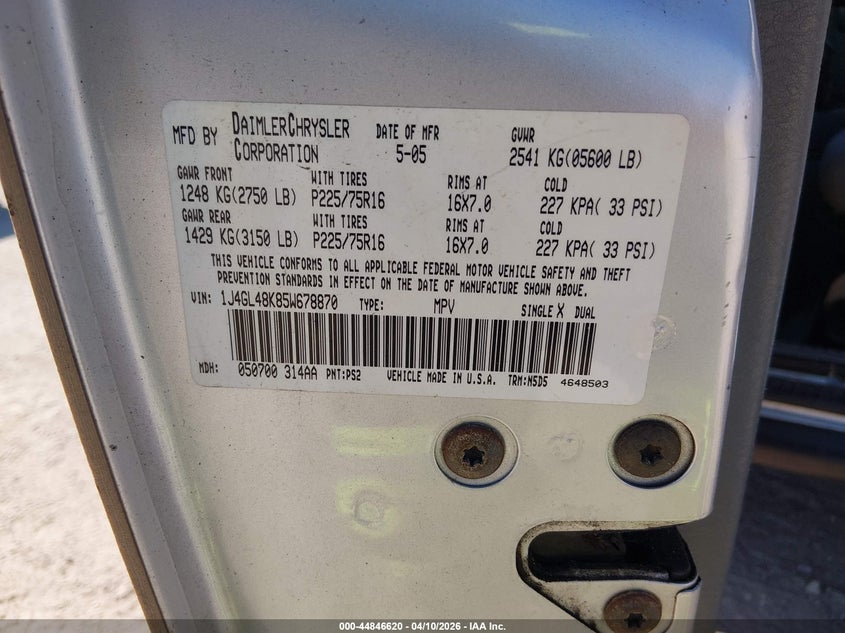 MFD BY DAIMLERCHRYSLER CORPORATION DATE OF MFR 5-05 GVWR 2541 KG(05600 LB)
GAWR FRONT WITH TIRES RIMS AT COLD
1248 KG(2750 LB) P225/75R16 16X7.0 227 KPA( 33 PSI)
GAWR REAR WITH TIRES RIMS AT COLD
1429 KG(3150 LB) P225/75R16 16X7.0 227 KPA( 33 PSI)
THIS VEHICLE CONFORMS TO ALL APPLICABLE FEDERAL MOTOR VEHICLE SAFETY AND THEFT
PREVENTION STANDARDS IN EFFECT ON THE DATE OF MANUFACTURE SHOWN ABOVE.
VIN: 1J4GL48K85W678870 TYPE: MPV SINGLE X DUAL
MDH: 050700 314AA PNT:PS2 VEHICLE MADE IN U.S.A. TRM:N5D5 4648503
000-44846620 - 04/10/2026 - IAA Inc.